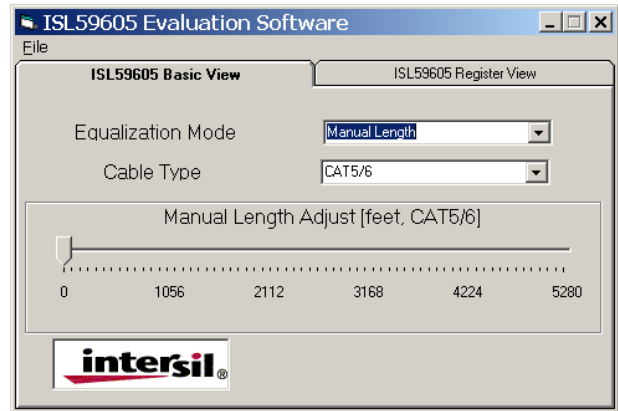 ISL59605 Evaluation Software
File
ISL59605 Basic View
ISL59605 Register View
Equalization Mode
Manual Length
Cable Type
CAT5/6
Manual Length Adjust [feet, CAT5/6]
0 1056 2112 3168 4224 5280
intersil®